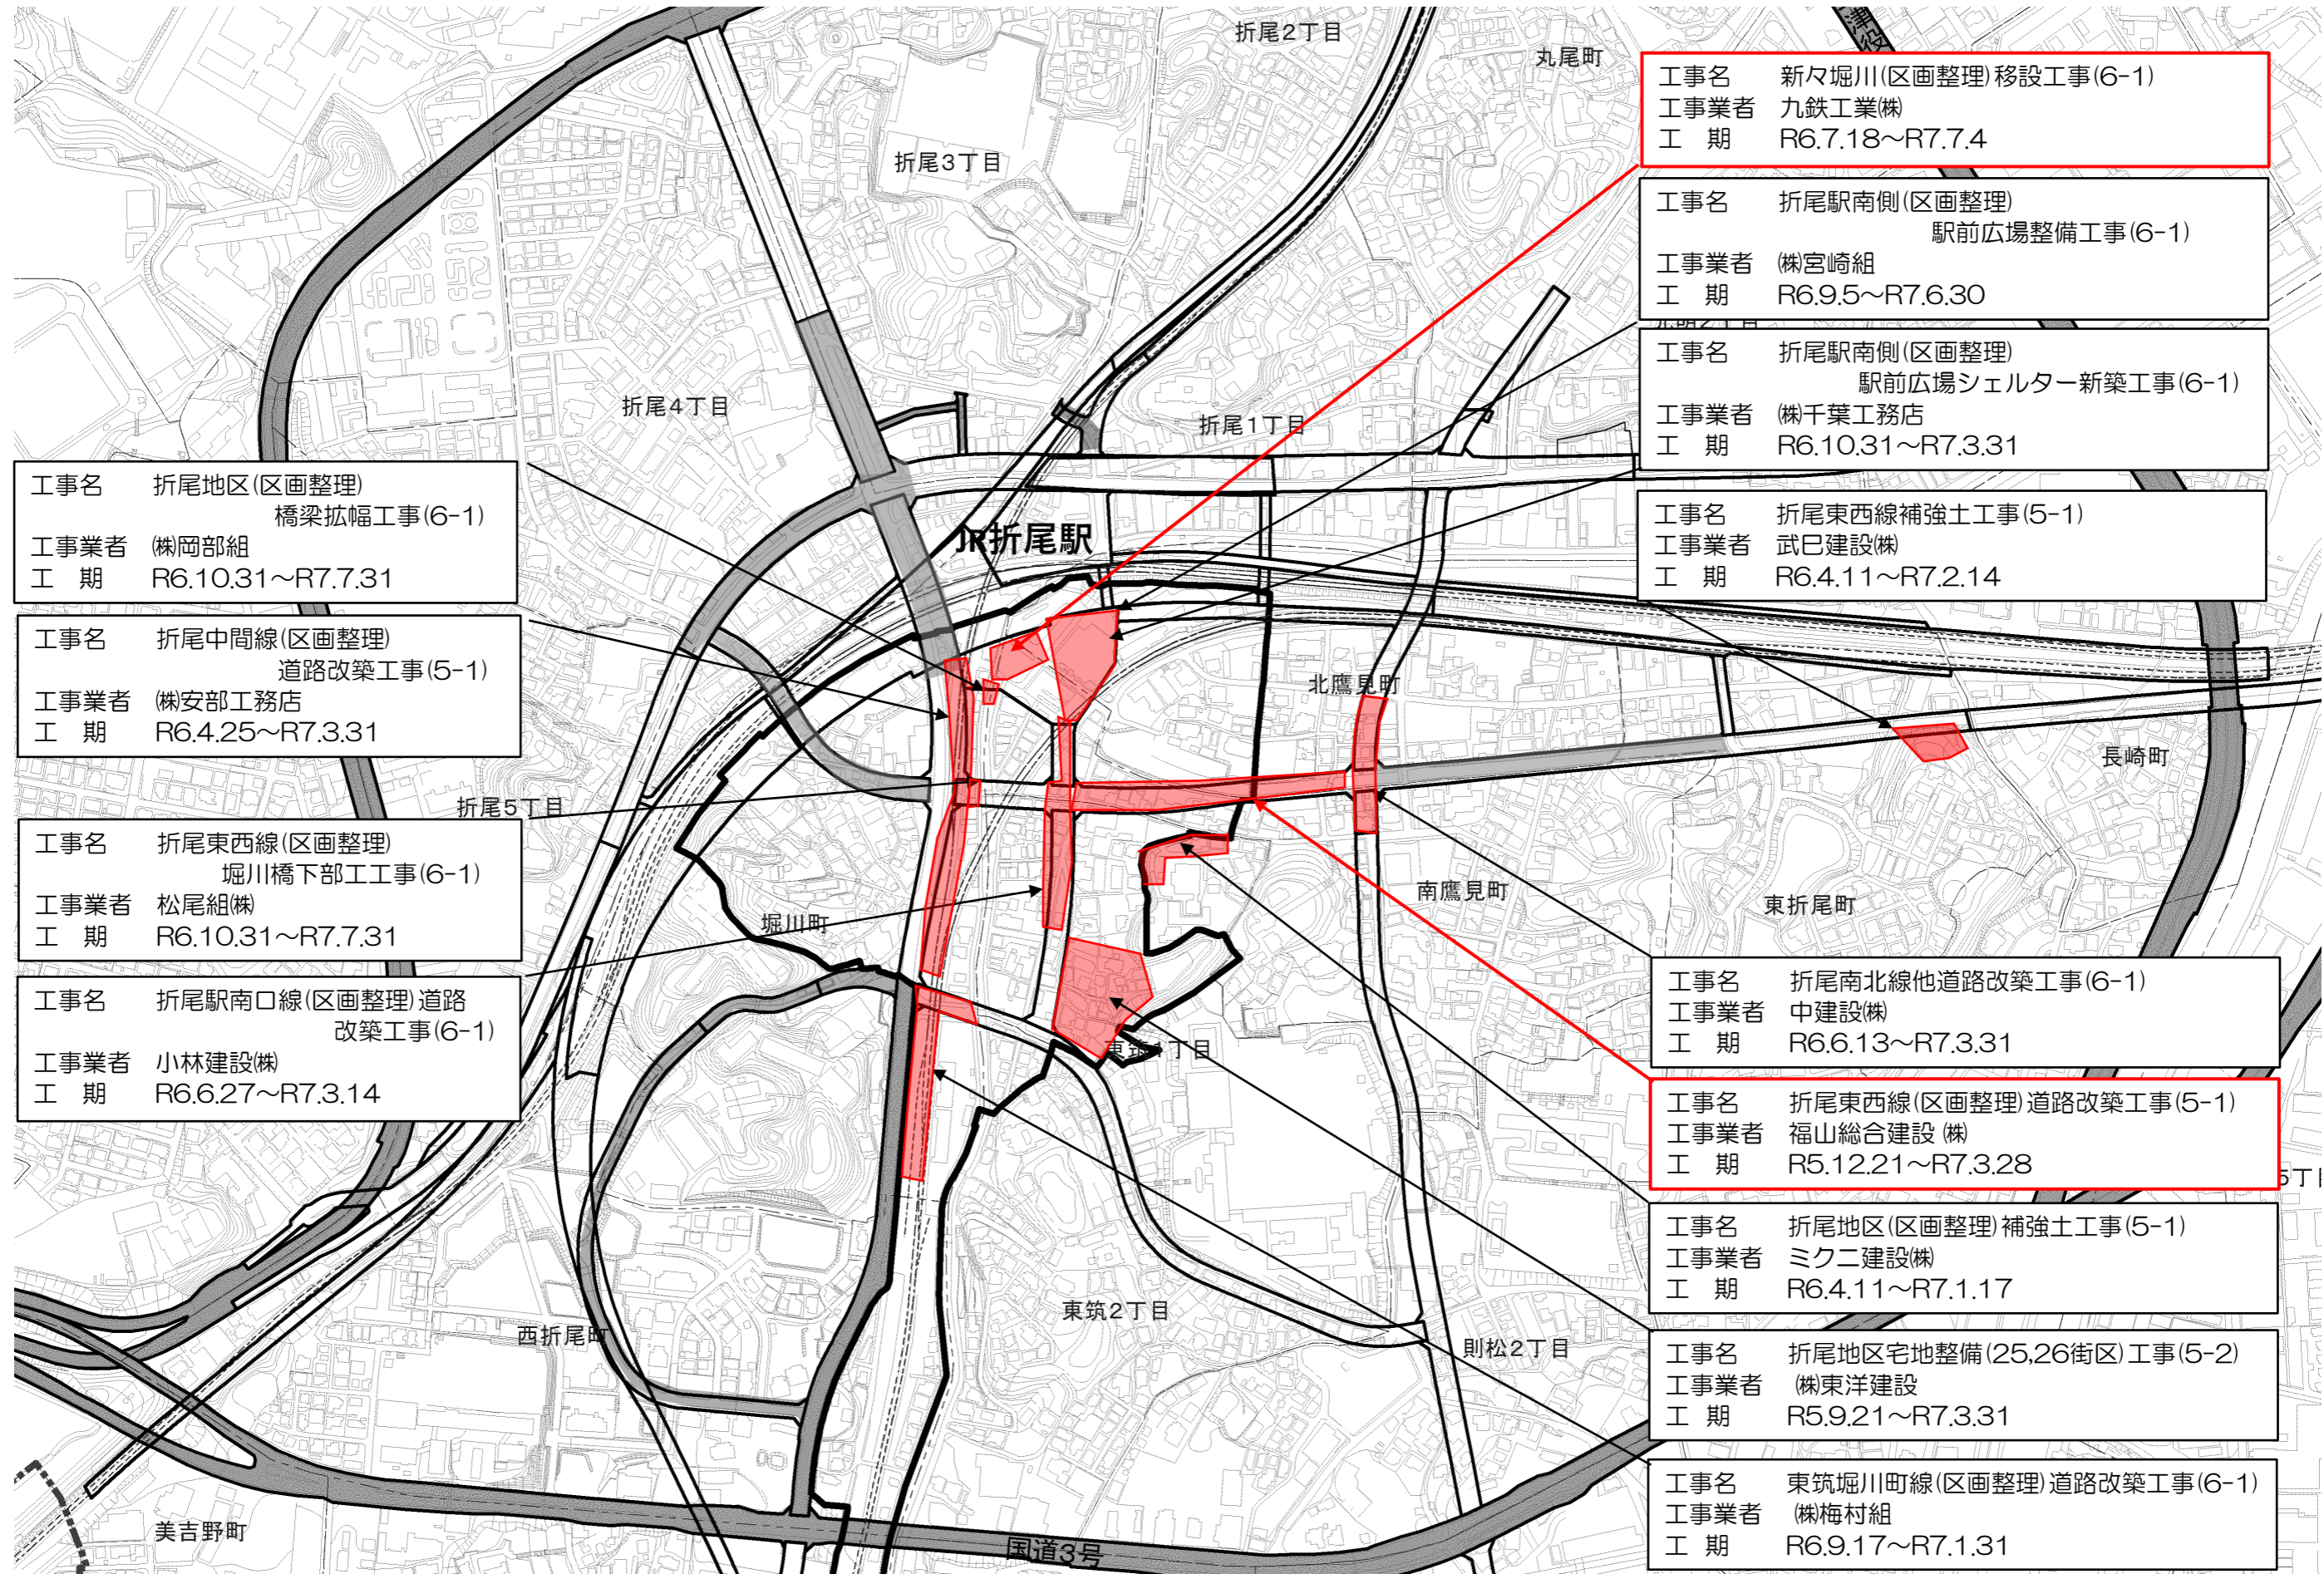 折尾2丁目
丸尾町
折尾3丁目
折尾4丁目
折尾1丁目
JR折尾駅
北鷹見町
長崎町
折尾5丁目
堀川町
南鷹見町
東折尾町
東筑1丁目
東筑2丁目
西折尾町
則松2丁目
美吉野町
国道3号
5丁目
工事名 新々堀川(区画整理)移設工事(6-1)
工事業者 九鉄工業㈱
工 期 R6.7.18～R7.7.4
工事名 折尾駅南側(区画整理)
駅前広場整備工事(6-1)
工事業者 ㈱宮崎組
工 期 R6.9.5～R7.6.30
工事名 折尾駅南側(区画整理)
駅前広場シェルター新築工事(6-1)
工事業者 ㈱千葉工務店
工 期 R6.10.31～R7.3.31
工事名 折尾東西線補強土工事(5-1)
工事業者 武巳建設㈱
工 期 R6.4.11～R7.2.14
工事名 折尾地区(区画整理)
橋梁拡幅工事(6-1)
工事業者 ㈱岡部組
工 期 R6.10.31～R7.7.31
工事名 折尾中間線(区画整理)
道路改築工事(5-1)
工事業者 ㈱安部工務店
工 期 R6.4.25～R7.3.31
工事名 折尾東西線(区画整理)
堀川橋下部工工事(6-1)
工事業者 松尾組㈱
工 期 R6.10.31～R7.7.31
工事名 折尾駅南口線(区画整理)道路
改築工事(6-1)
工事業者 小林建設㈱
工 期 R6.6.27～R7.3.14
工事名 折尾南北線他道路改築工事(6-1)
工事業者 中建設㈱
工 期 R6.6.13～R7.3.31
工事名 折尾東西線(区画整理)道路改築工事(5-1)
工事業者 福山総合建設 ㈱
工 期 R5.12.21～R7.3.28
工事名 折尾地区(区画整理)補強土工事(5-1)
工事業者 ミクニ建設㈱
工 期 R6.4.11～R7.1.17
工事名 折尾地区宅地整備(25,26街区)工事(5-2)
工事業者 ㈱東洋建設
工 期 R5.9.21～R7.3.31
工事名 東筑堀川町線(区画整理)道路改築工事(6-1)
工事業者 ㈱梅村組
工 期 R6.9.17～R7.1.31